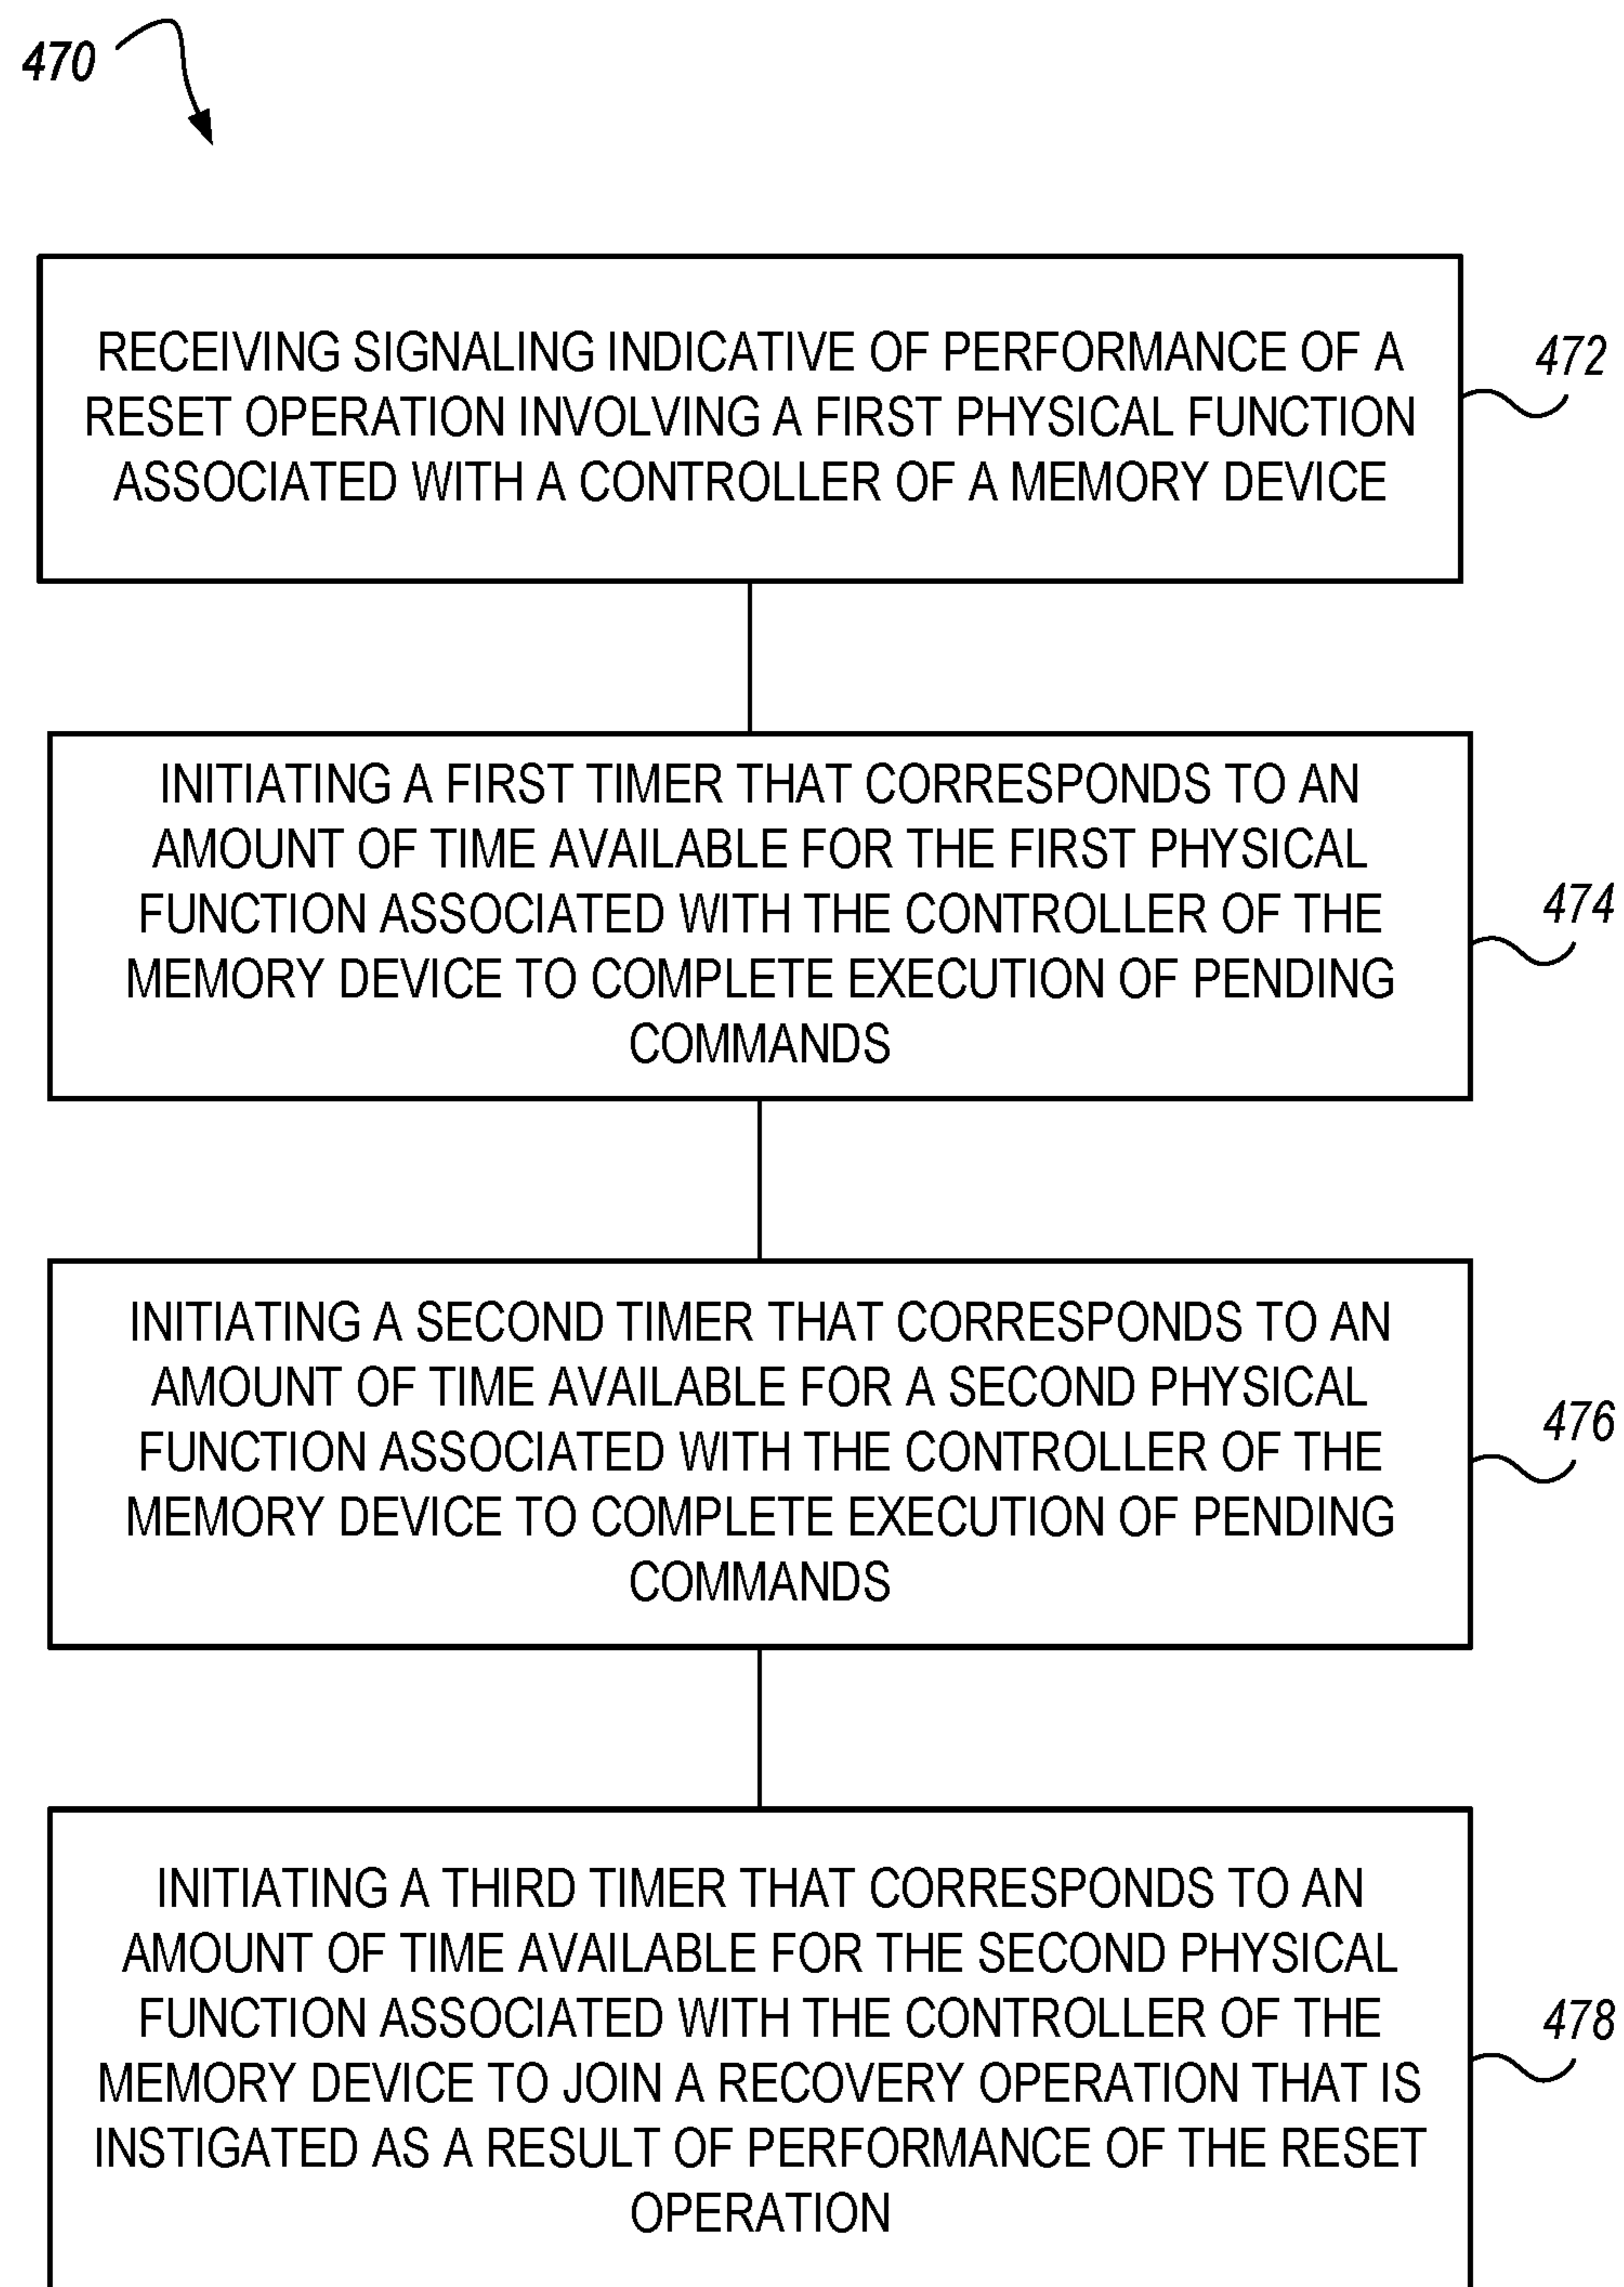 470
RECEIVING SIGNALING INDICATIVE OF PERFORMANCE OF A
RESET OPERATION INVOLVING A FIRST PHYSICAL FUNCTION
ASSOCIATED WITH A CONTROLLER OF A MEMORY DEVICE
472
INITIATING A FIRST TIMER THAT CORRESPONDS TO AN
AMOUNT OF TIME AVAILABLE FOR THE FIRST PHYSICAL
FUNCTION ASSOCIATED WITH THE CONTROLLER OF THE
MEMORY DEVICE TO COMPLETE EXECUTION OF PENDING
COMMANDS
474
INITIATING A SECOND TIMER THAT CORRESPONDS TO AN
AMOUNT OF TIME AVAILABLE FOR A SECOND PHYSICAL
FUNCTION ASSOCIATED WITH THE CONTROLLER OF THE
MEMORY DEVICE TO COMPLETE EXECUTION OF PENDING
COMMANDS
476
INITIATING A THIRD TIMER THAT CORRESPONDS TO AN
AMOUNT OF TIME AVAILABLE FOR THE SECOND PHYSICAL
FUNCTION ASSOCIATED WITH THE CONTROLLER OF THE
MEMORY DEVICE TO JOIN A RECOVERY OPERATION THAT IS
INSTIGATED AS A RESULT OF PERFORMANCE OF THE RESET
OPERATION
478